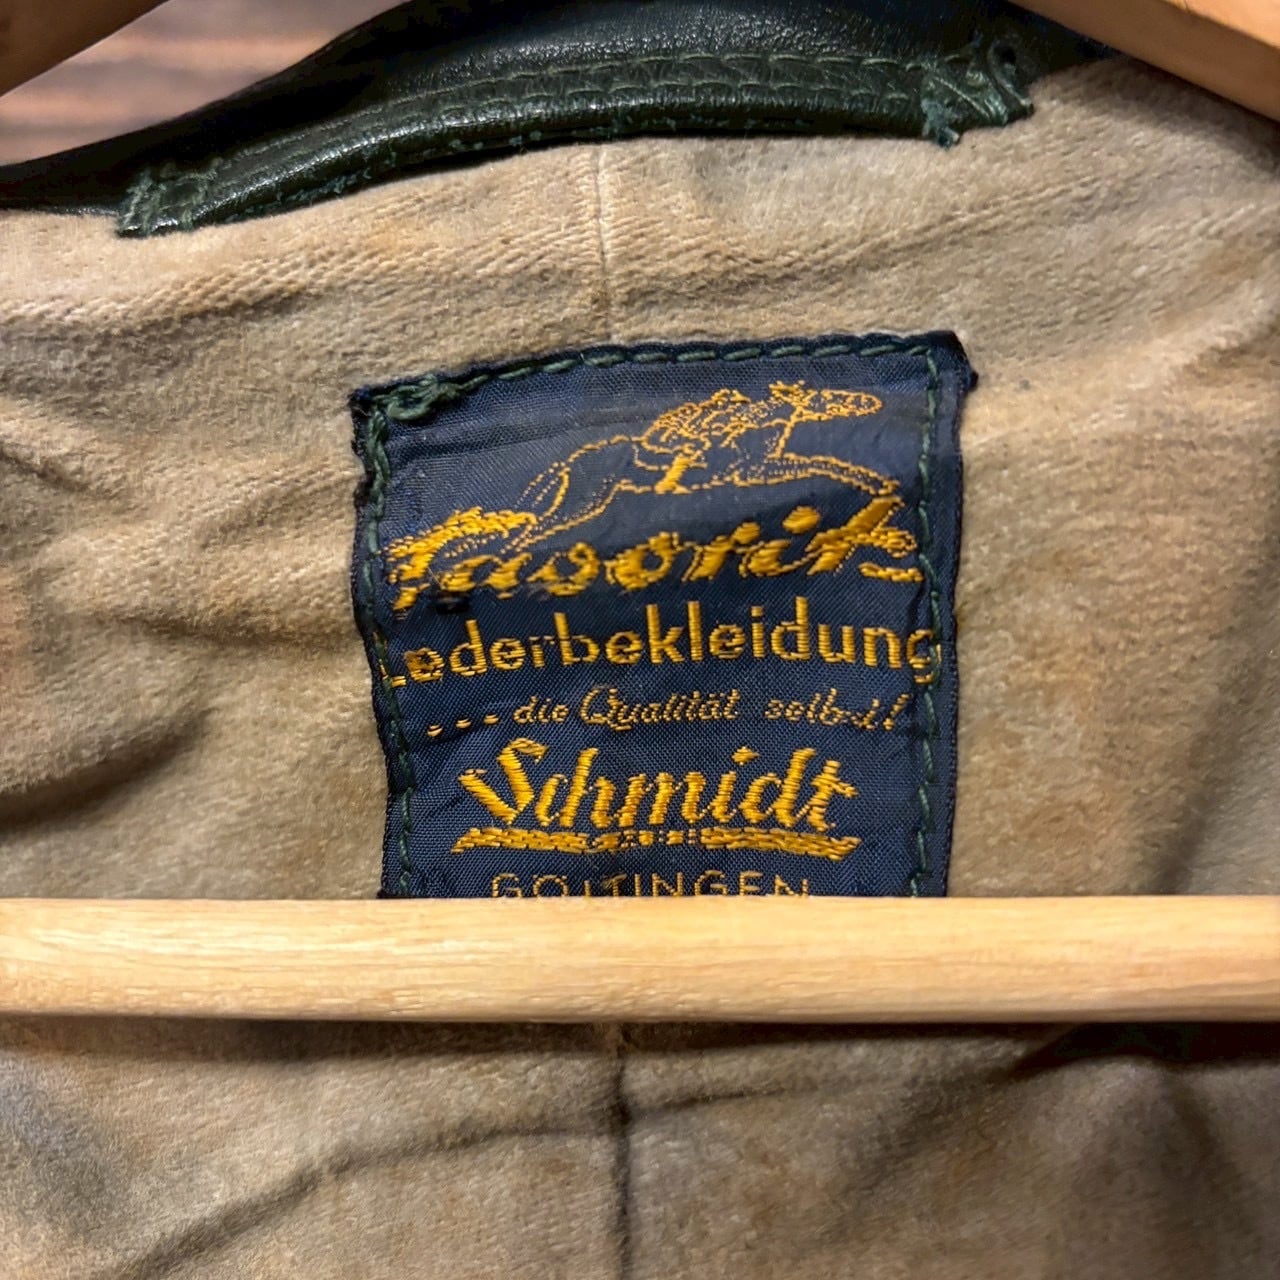 Favorit
Lederbekleidung
... die Qualität selbst!
Schmidt
GÖTTINGEN